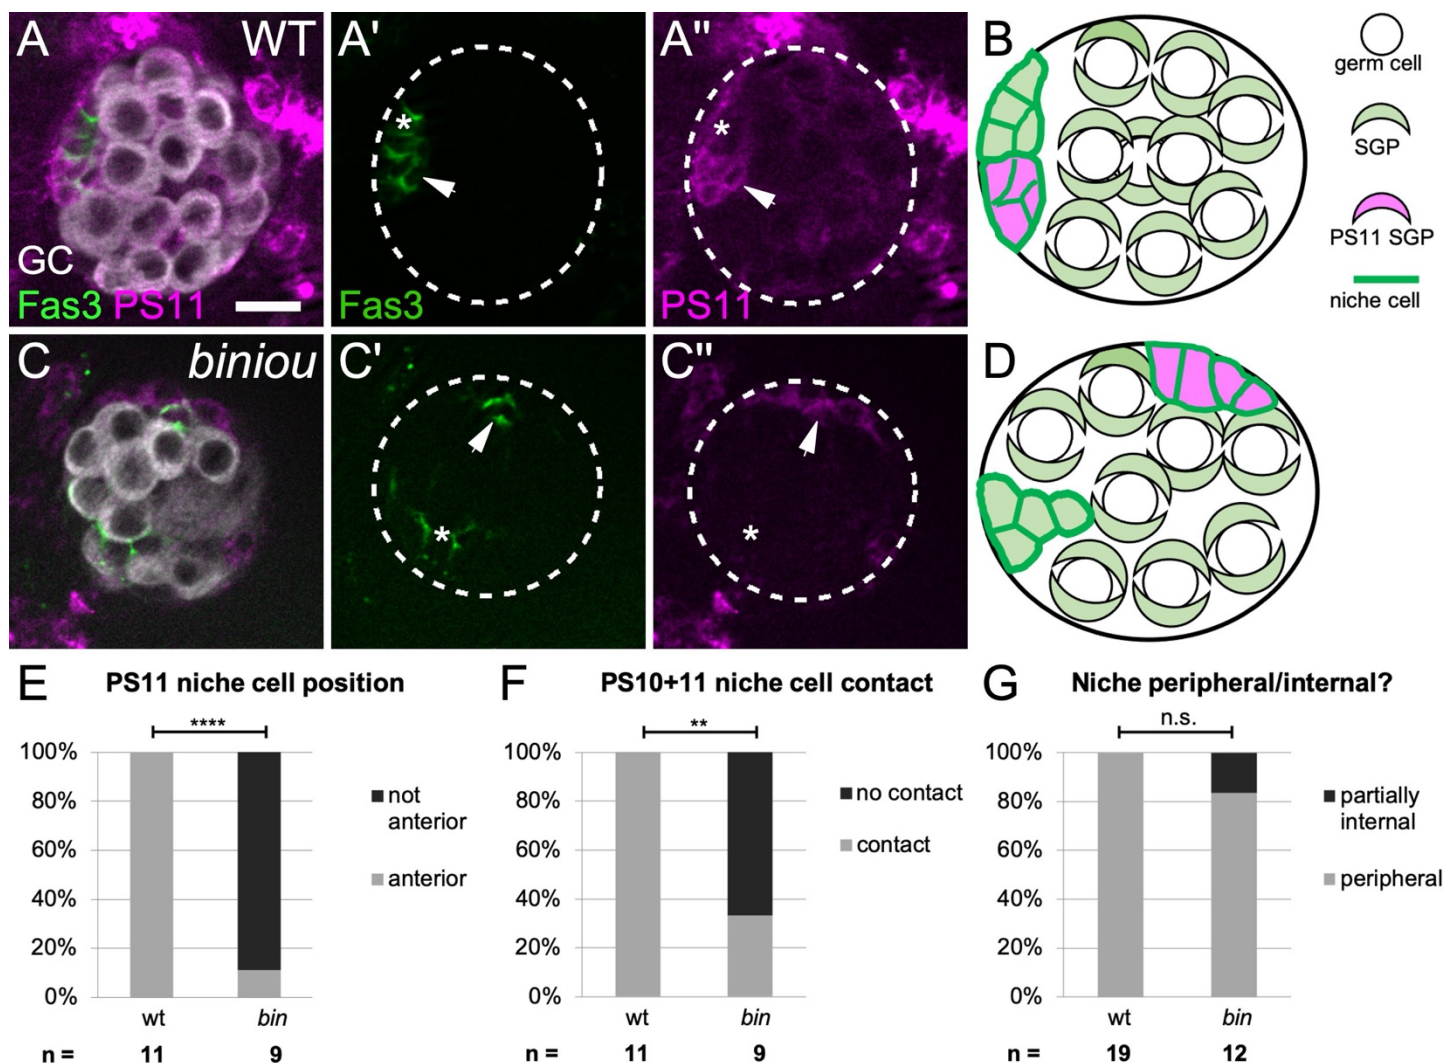 A WT
GC
Fas3 PS11
A'
*
Fas3
A"
*
PS11
B
germ cell
SGP
PS11 SGP
niche cell
C biniou
C'
*
C"
*
D
E PS11 niche cell position
****
100%
80%
60%
40%
20%
0%
not
anterior
anterior
wt bin
n = 11 9
F PS10+11 niche cell contact
**
100%
80%
60%
40%
20%
0%
no contact
contact
wt bin
n = 11 9
G Niche peripheral/internal?
n.s.
100%
80%
60%
40%
20%
0%
partially
internal
peripheral
wt bin
n = 19 12